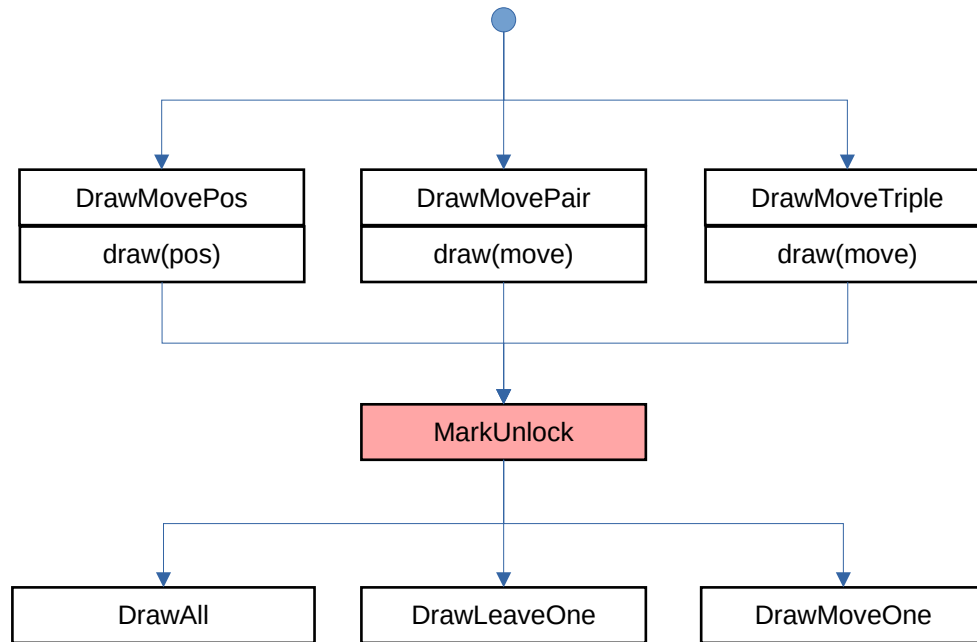 DrawMovePos
DrawMovePair
DrawMoveTriple
draw(pos)
draw(move)
draw(move)
MarkUnlock
DrawAll
DrawLeaveOne
DrawMoveOne